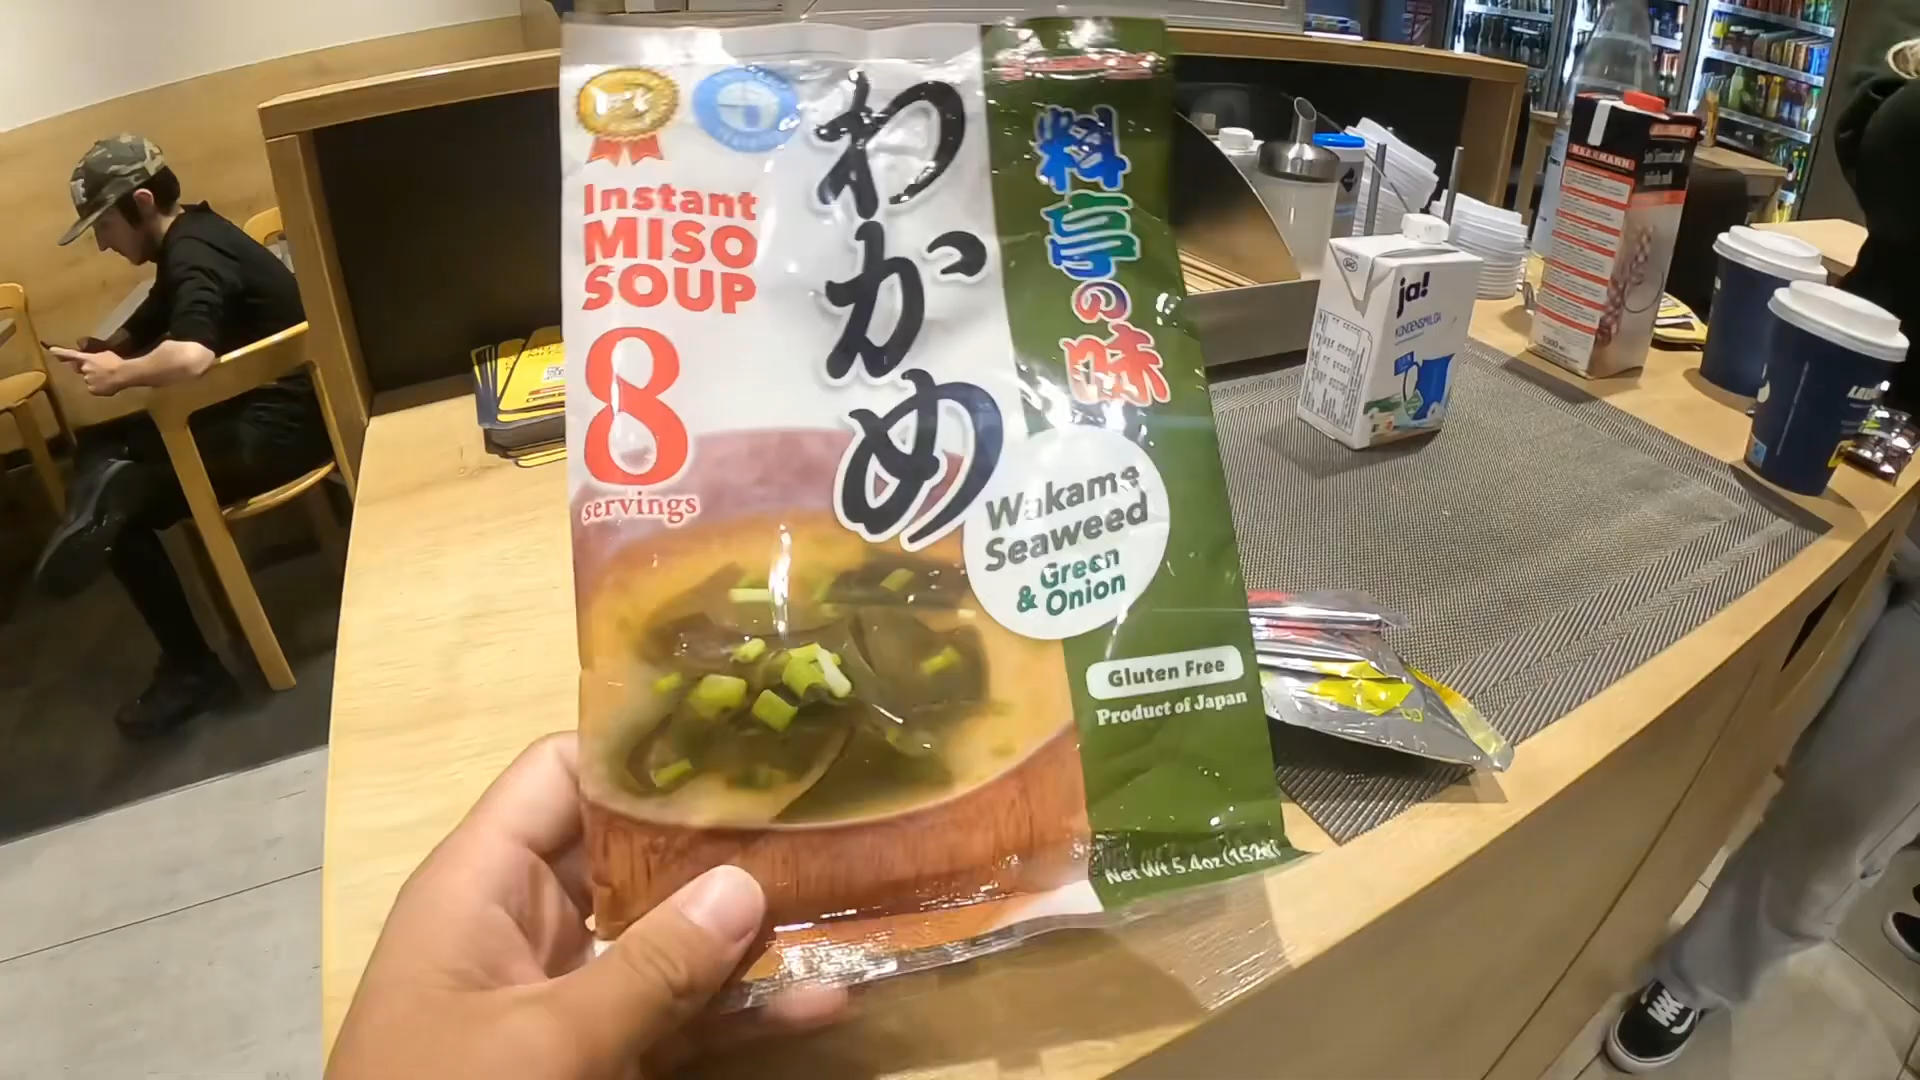 Instant
MISO
SOUP
8
servings
わかめ
料亭の味
Wakame
Seaweed
Green
& Onion
Gluten Free
Product of Japan
Net Wt 5.4oz (152g)
ja!
KONDENSMILCH